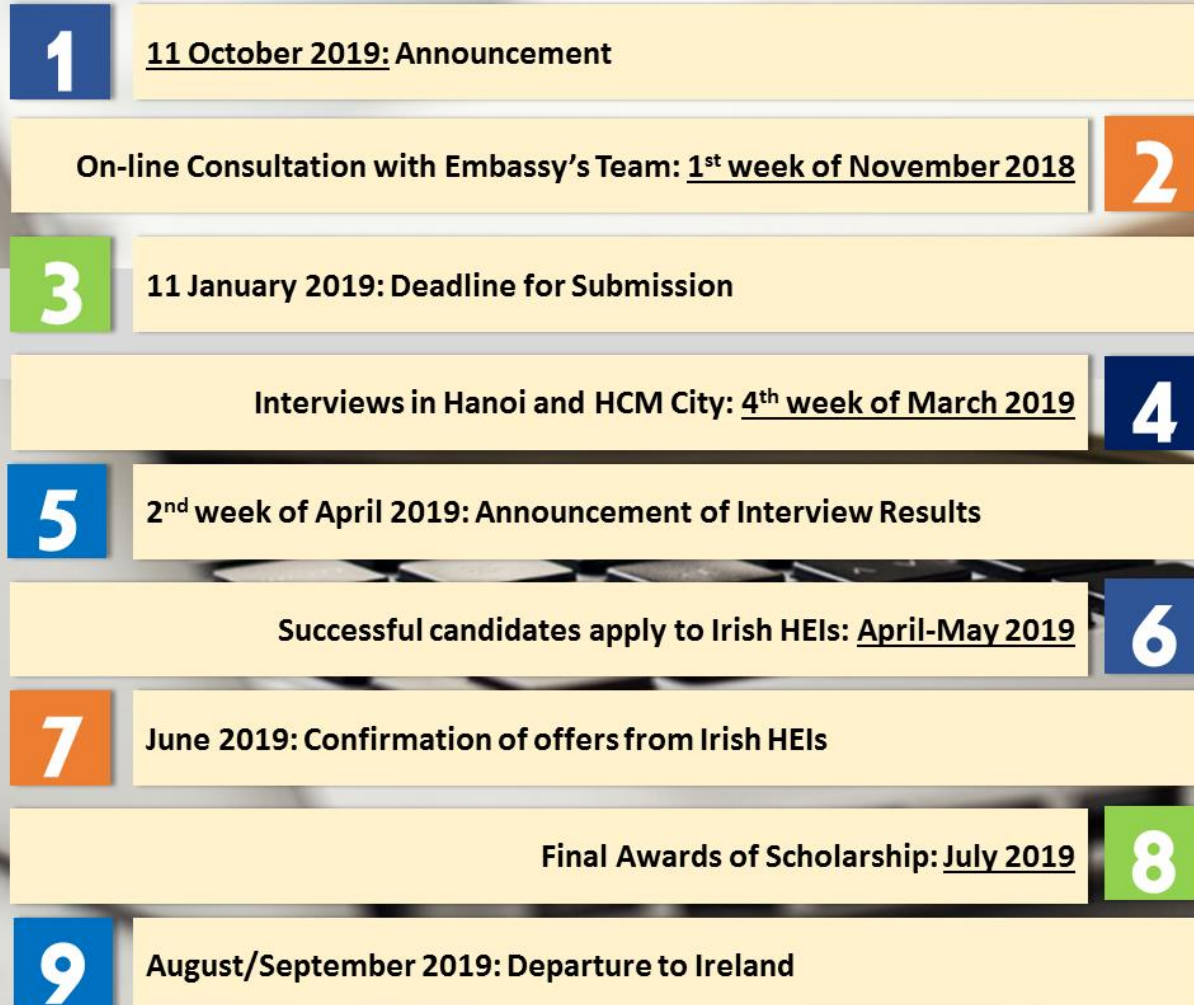 1
11 October 2019: Announcement
On-line Consultation with Embassy's Team: 1st week of November 2018
2
3
11 January 2019: Deadline for Submission
Interviews in Hanoi and HCM City: 4th week of March 2019
4
5
2nd week of April 2019: Announcement of Interview Results
Successful candidates apply to Irish HEIs: April-May 2019
6
7
June 2019: Confirmation of offers from Irish HEIs
Final Awards of Scholarship: July 2019
8
9
August/September 2019: Departure to Ireland